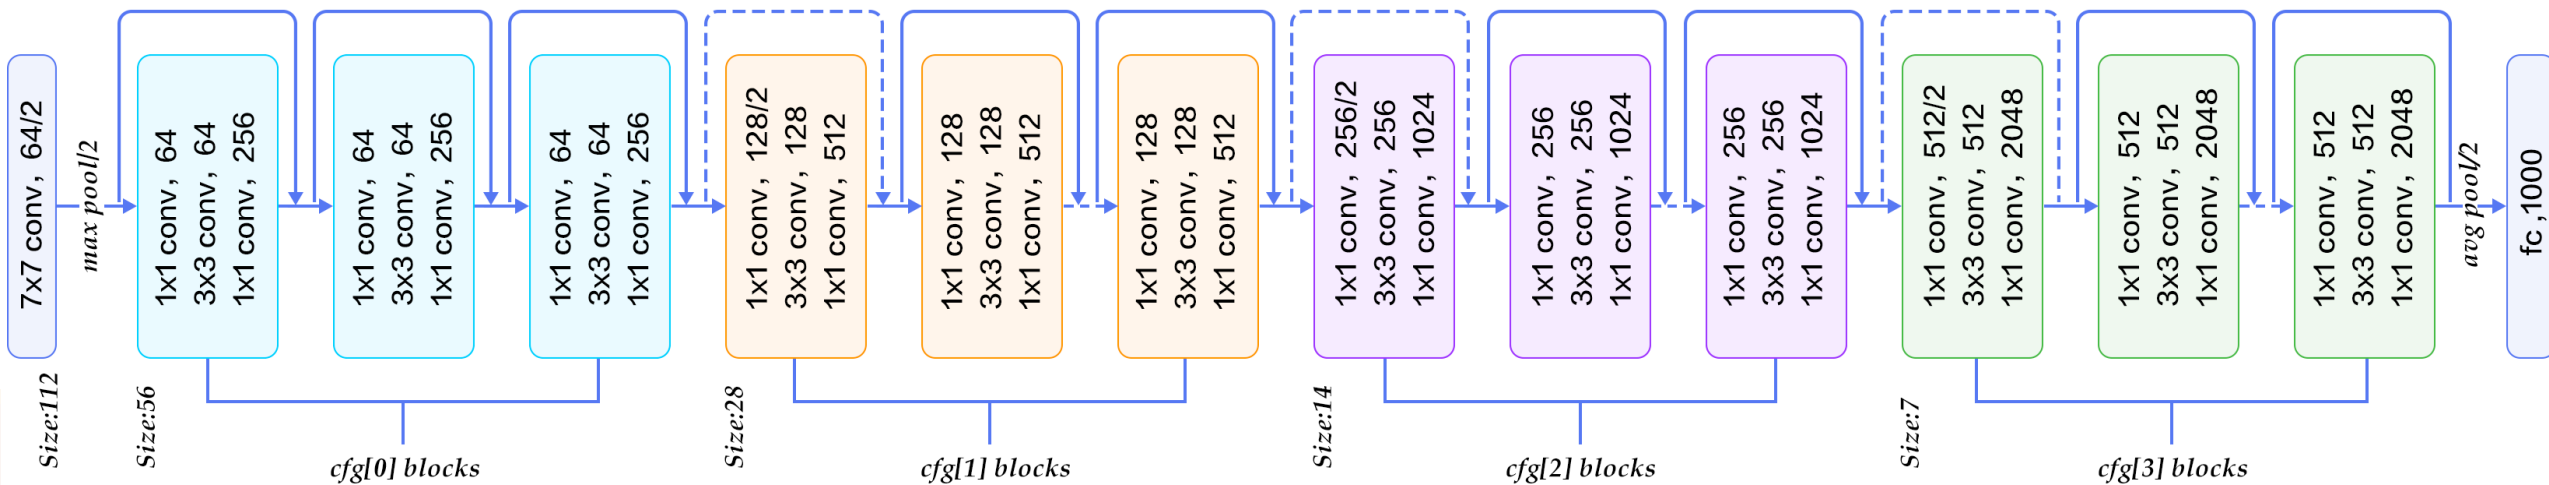 7x7 conv, 64/2
max pool/2
1x1 conv, 64
3x3 conv, 64
1x1 conv, 256
1x1 conv, 64
3x3 conv, 64
1x1 conv, 256
1x1 conv, 64
3x3 conv, 64
1x1 conv, 256
1x1 conv, 128/2
3x3 conv, 128
1x1 conv, 512
1x1 conv, 128
3x3 conv, 128
1x1 conv, 512
1x1 conv, 128
3x3 conv, 128
1x1 conv, 512
1x1 conv, 256/2
3x3 conv, 256
1x1 conv, 1024
1x1 conv, 256
3x3 conv, 256
1x1 conv, 1024
1x1 conv, 256
3x3 conv, 256
1x1 conv, 1024
1x1 conv, 512/2
3x3 conv, 512
1x1 conv, 2048
1x1 conv, 512
3x3 conv, 512
1x1 conv, 2048
1x1 conv, 512
3x3 conv, 512
1x1 conv, 2048
avg pool/2
fc ,1000
Size:112
Size:56
cfg[0] blocks
Size:28
cfg[1] blocks
Size:14
cfg[2] blocks
Size:7
cfg[3] blocks